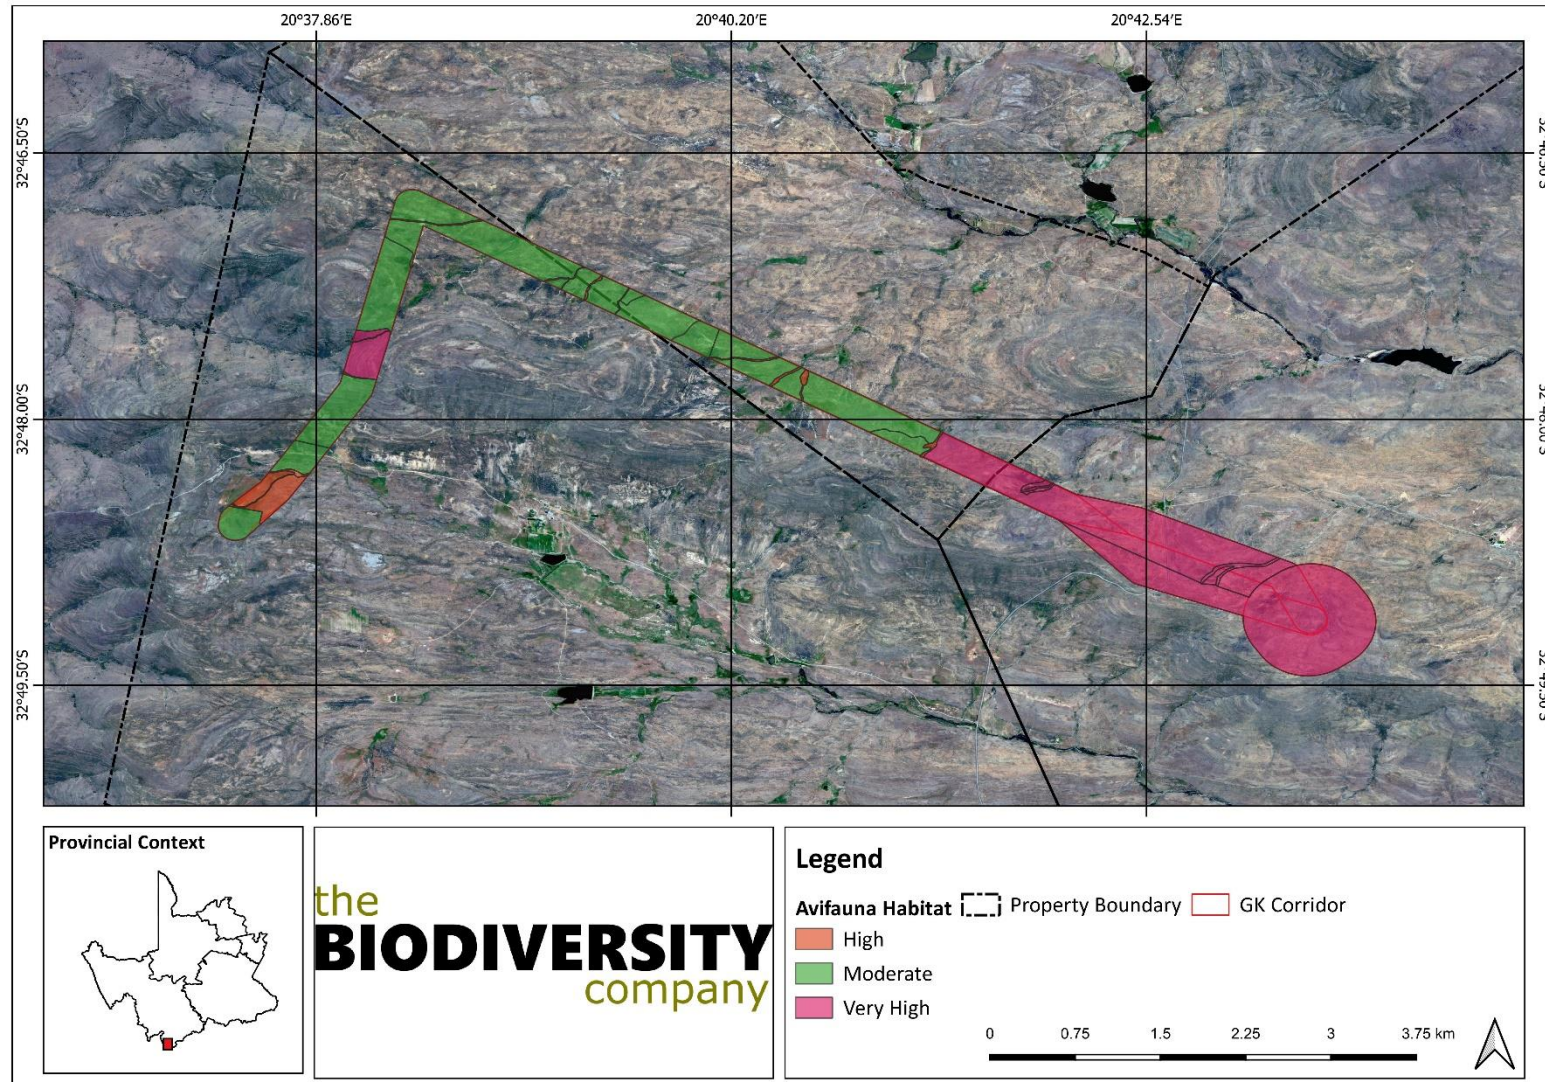 20°37.86'E
20°40.20'E
20°42.54'E
32°46.50'S
32°48.00'S
32°49.50'S
Provincial Context
the
BIODIVERSITY
company
Legend
Avifauna Habitat
Property Boundary
GK Corridor
High
Moderate
Very High
0 0.75 1.5 2.25 3 3.75 km